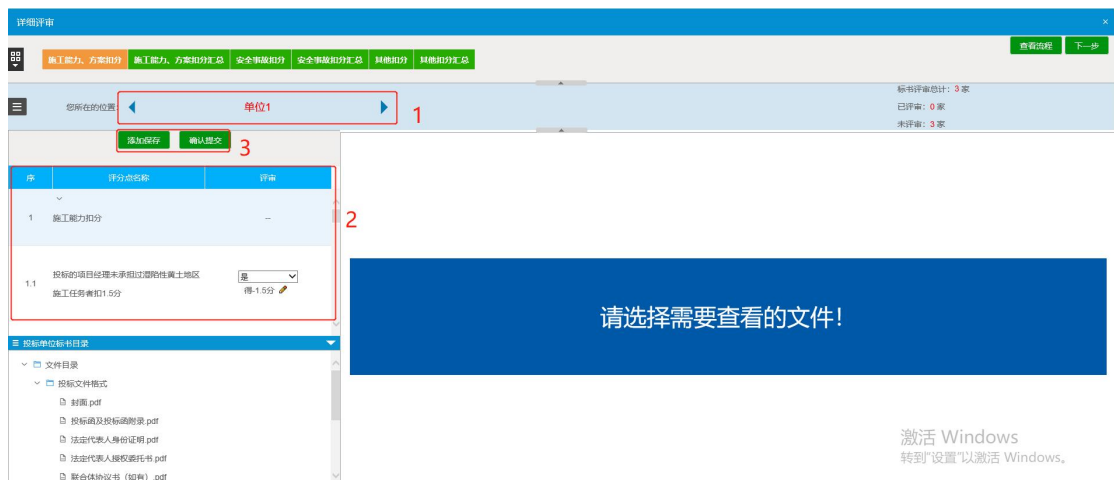 详细评审
×
查看流程 下一步
施工能力、方案扣分 施工能力、方案扣分汇总 安全事故扣分 安全事故扣分汇总 其他扣分 其他扣分汇总
标书评审总计：3 家
您所在的位置: 单位1 1
已评审：0 家
未评审：3 家
添加保存 确认提交 3
序 评分点名称 评审
1 施工能力扣分 --
2
1.1 投标的项目经理未承担过湿陷性黄土地区
施工任务者扣1.5分
是
得-1.5分
请选择需要查看的文件!
投标单位标书目录
文件目录
投标文件格式
封面.pdf
投标函及投标函附录.pdf
法定代表人身份证明.pdf
法定代表人授权委托书.pdf
联合体协议书（如有）.pdf
激活 Windows
转到"设置"以激活 Windows。